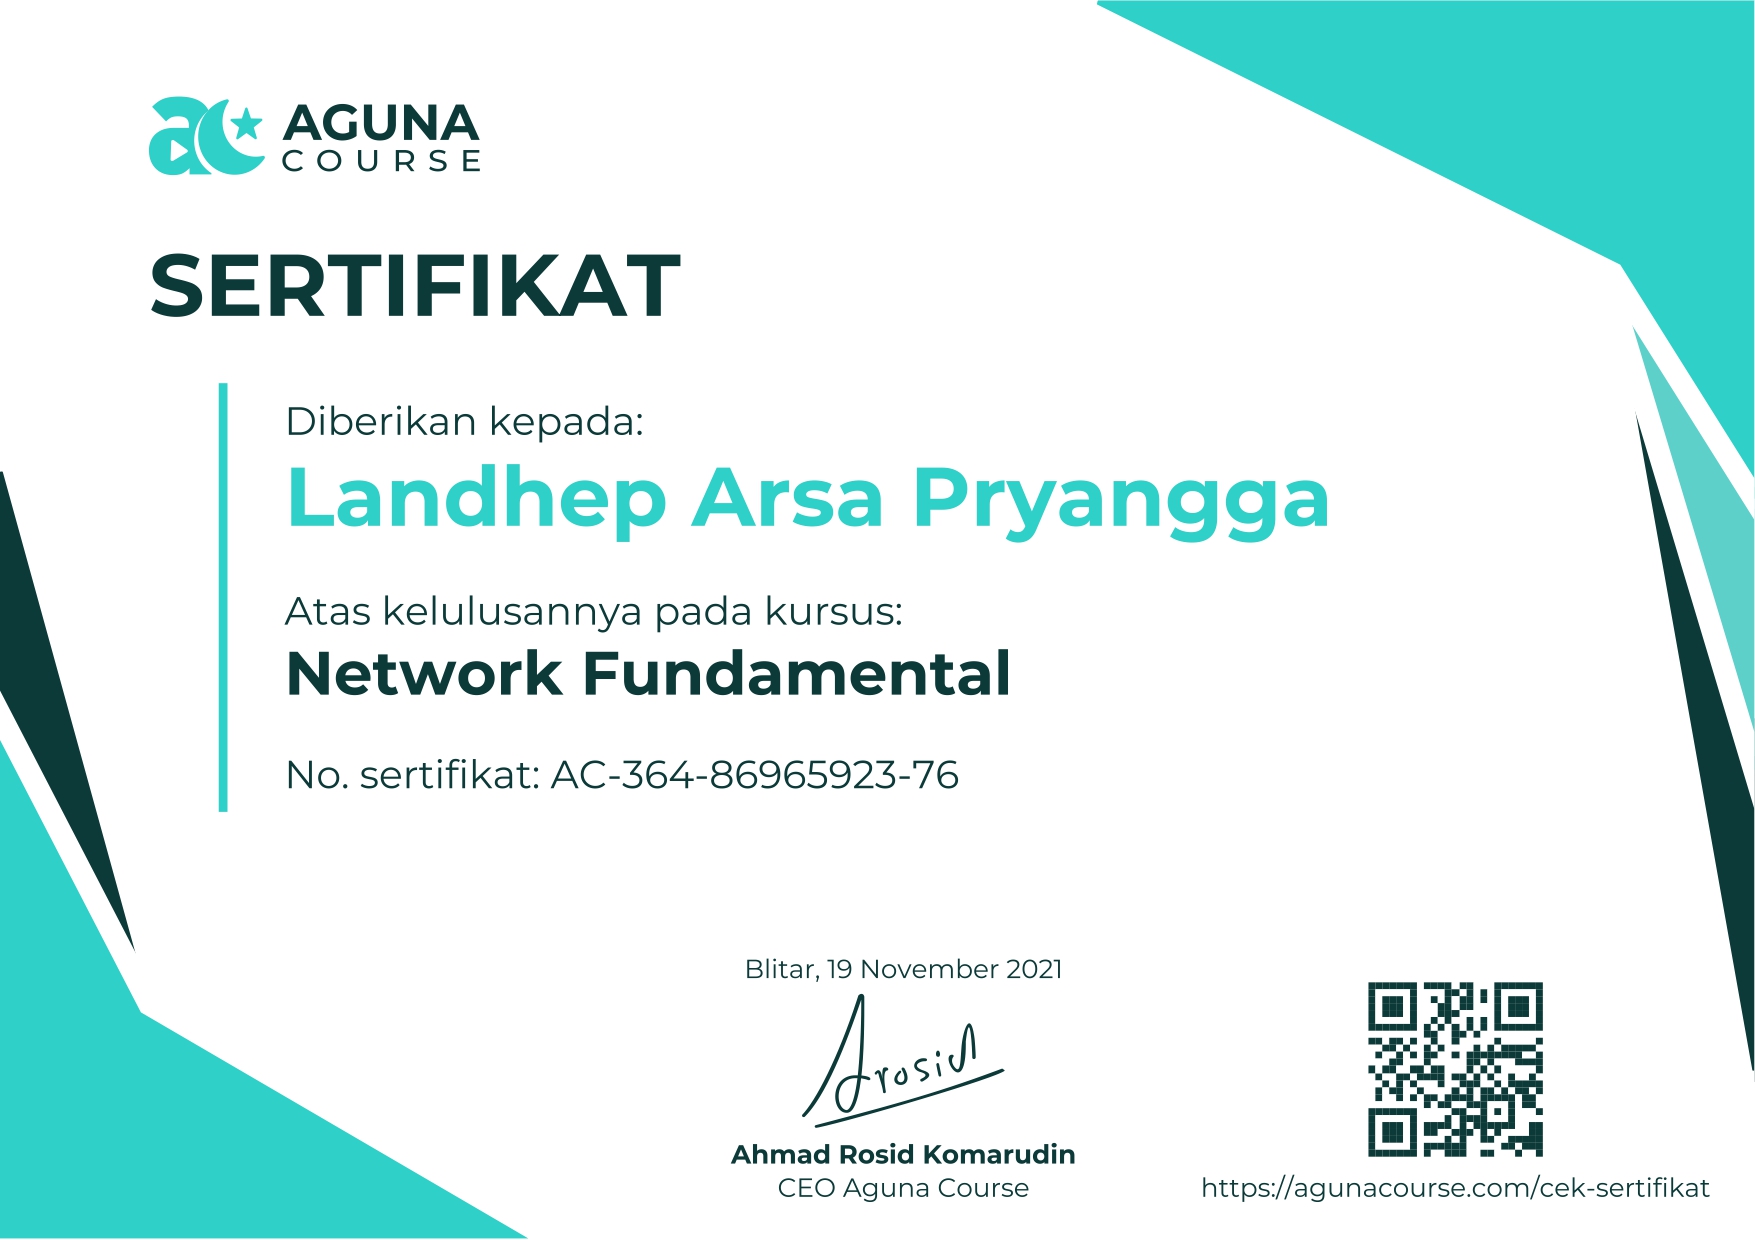 AGUNA
COURSE
SERTIFIKAT
Diberikan kepada:
Landhep Arsa Pryangga
Atas kelulusannya pada kursus:
Network Fundamental
No. sertifikat: AC-364-86965923-76
Blitar, 19 November 2021
Arosid
Ahmad Rosid Komarudin
CEO Aguna Course
https://agunacourse.com/cek-sertifikat